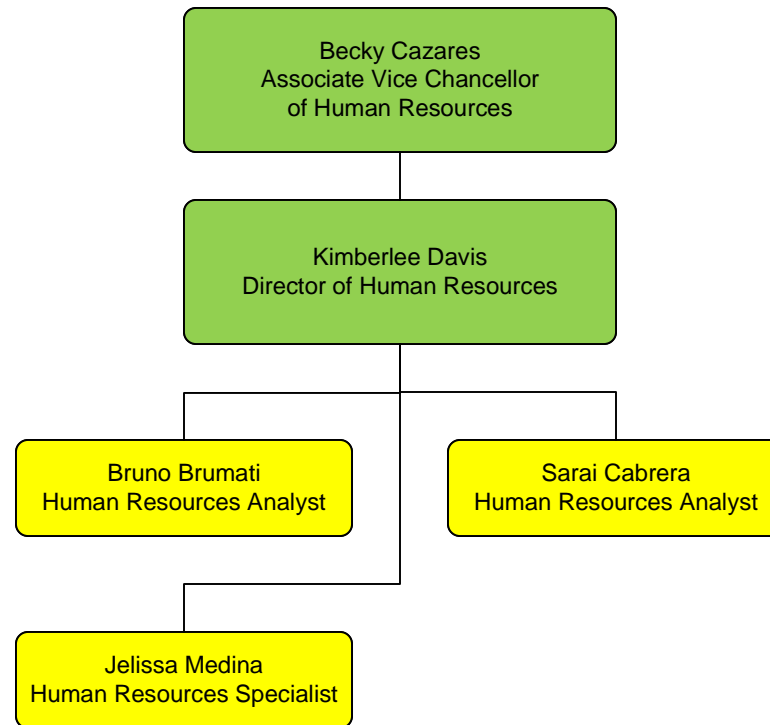 Becky Cazares
Associate Vice Chancellor
of Human Resources
Kimberlee Davis
Director of Human Resources
Bruno Brumati
Human Resources Analyst
Sarai Cabrera
Human Resources Analyst
Jelissa Medina
Human Resources Specialist